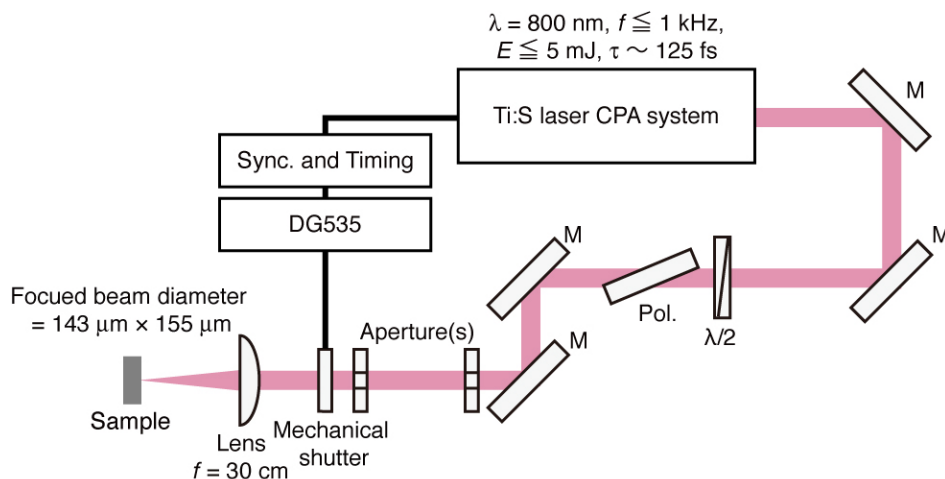 λ = 800 nm, f ≦ 1 kHz,
E ≦ 5 mJ, τ ～ 125 fs
Ti:S laser CPA system
M
Sync. and Timing
DG535
M
M
Pol.
λ/2
Focued beam diameter
= 143 μm × 155 μm
Aperture(s)
M
Sample
Lens
f = 30 cm
Mechanical
shutter